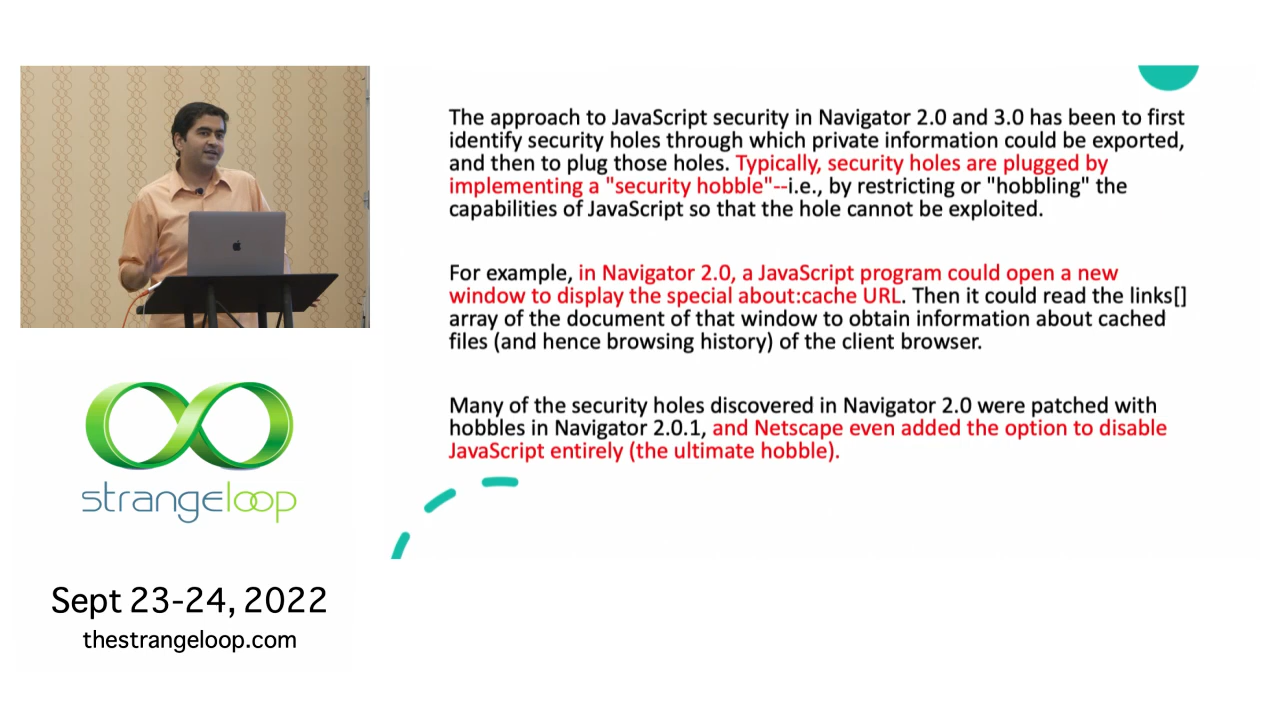 The approach to JavaScript security in Navigator 2.0 and 3.0 has been to first
identify security holes through which private information could be exported,
and then to plug those holes. Typically, security holes are plugged by
implementing a "security hobble"--i.e., by restricting or "hobbling" the
capabilities of JavaScript so that the hole cannot be exploited.
For example, in Navigator 2.0, a JavaScript program could open a new
window to display the special about:cache URL. Then it could read the links[]
array of the document of that window to obtain information about cached
files (and hence browsing history) of the client browser.
Many of the security holes discovered in Navigator 2.0 were patched with
hobbles in Navigator 2.0.1, and Netscape even added the option to disable
JavaScript entirely (the ultimate hobble).
strangeloop
Sept 23-24, 2022
thestrangeloop.com